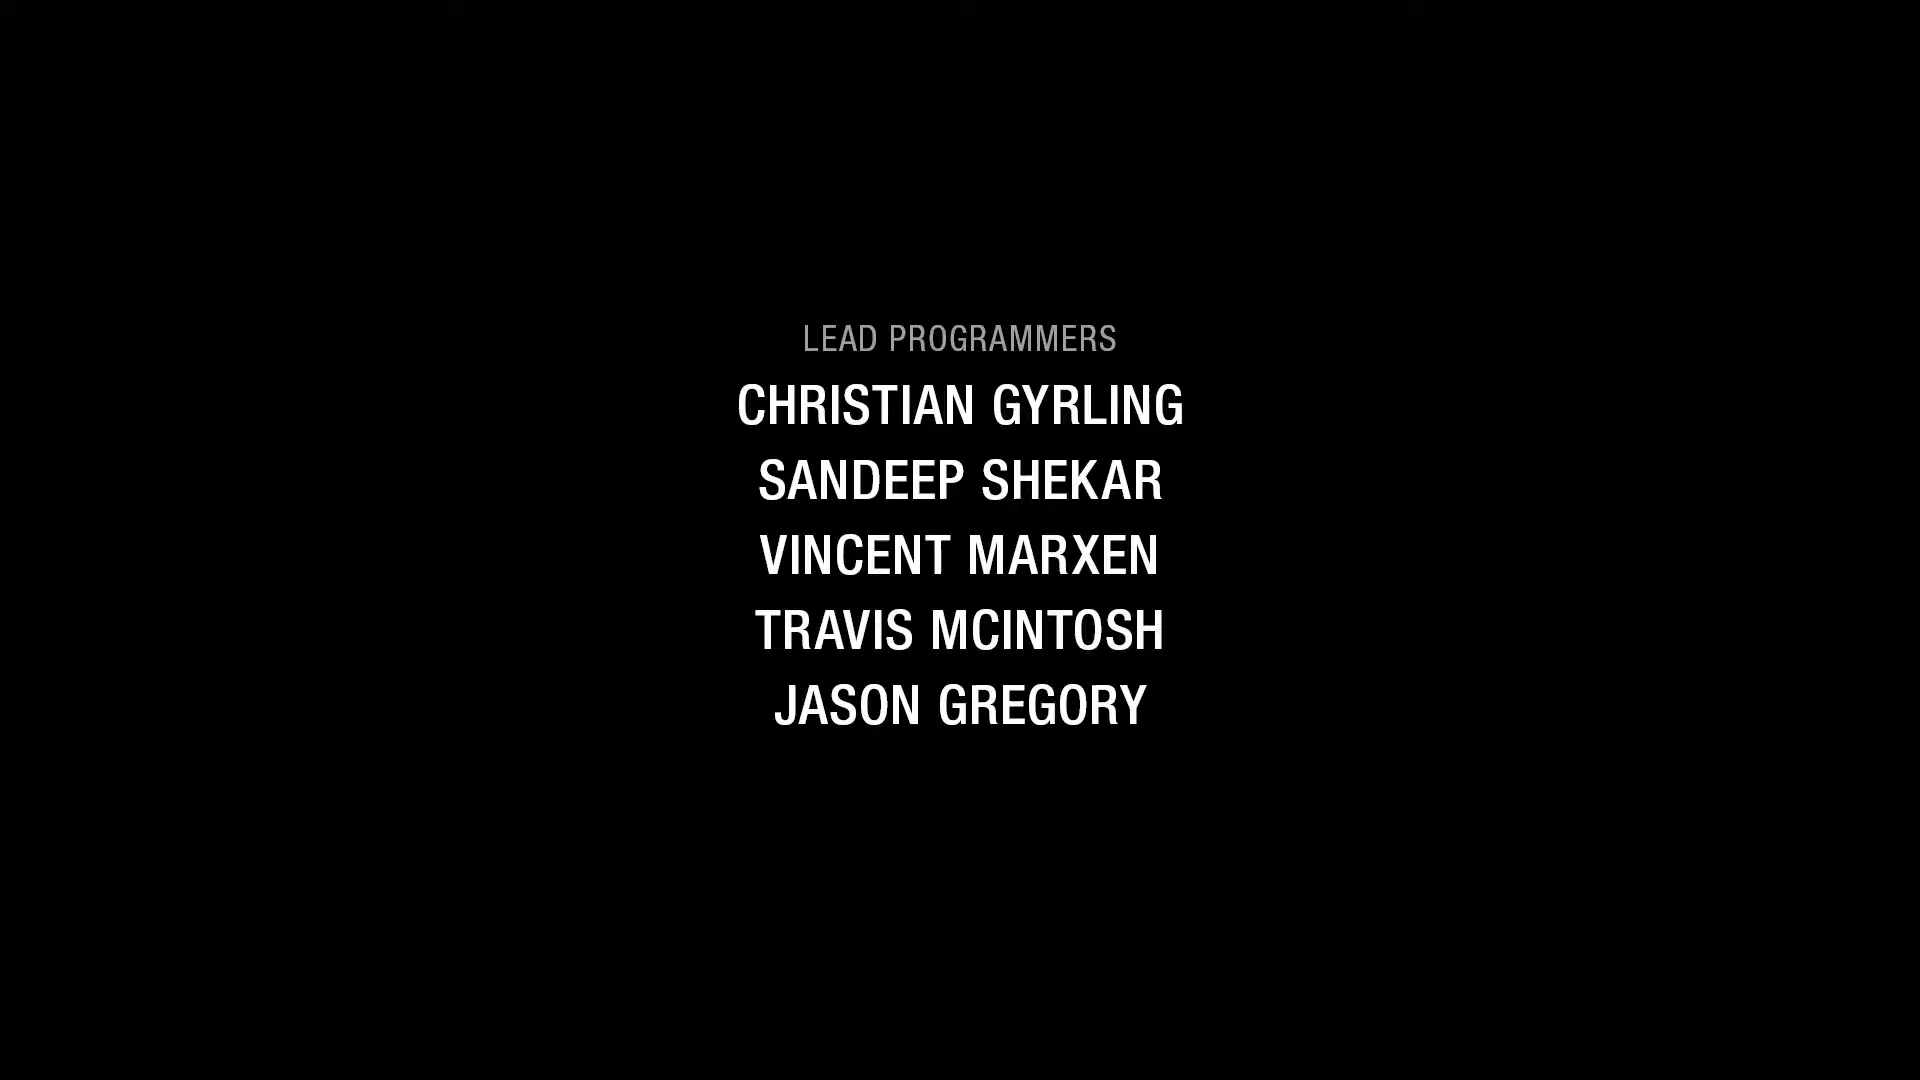 LEAD PROGRAMMERS
CHRISTIAN GYRLING
SANDEEP SHEKAR
VINCENT MARXEN
TRAVIS MCINTOSH
JASON GREGORY